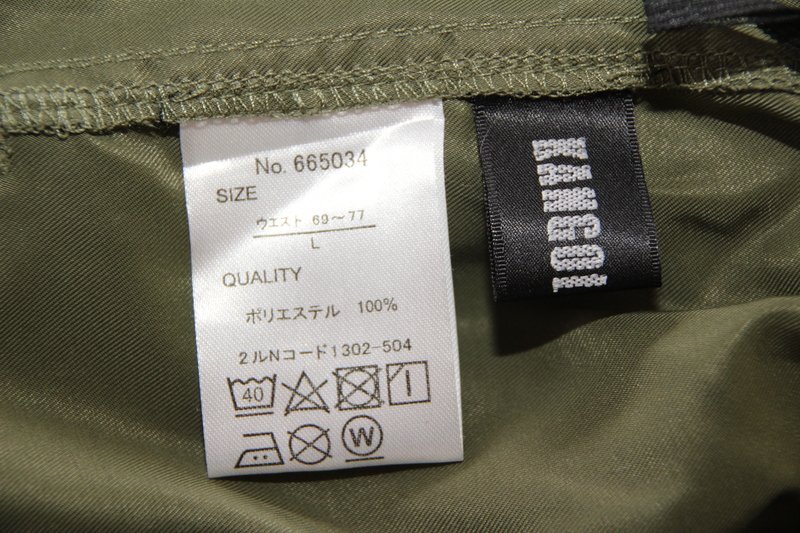 No. 665034
SIZE
ウエスト 69～77
L
QUALITY
ポリエステル 100%
2ルNコード1302-504
40
W
KANGOL